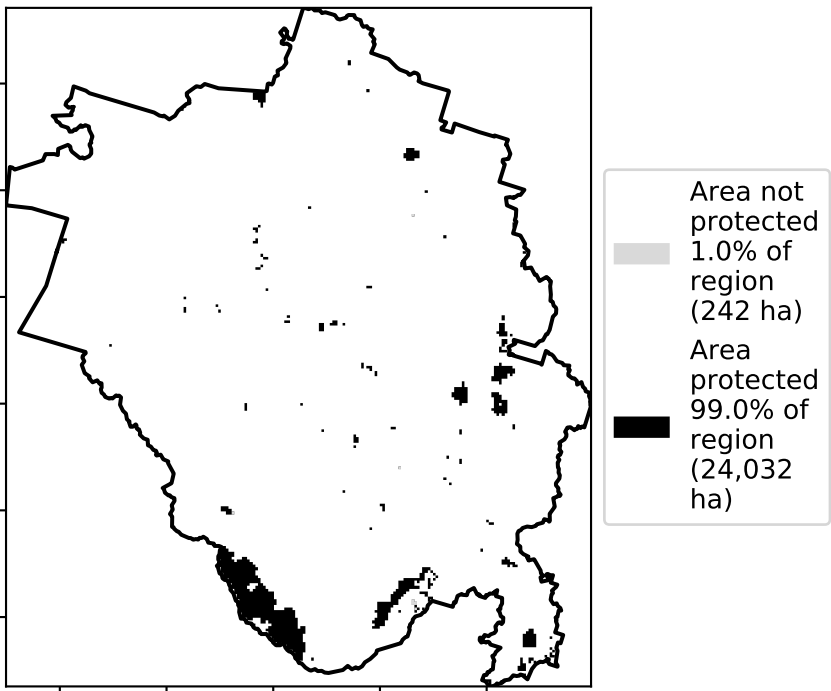 Area not
protected
1.0% of
region
(242 ha)
Area
protected
99.0% of
region
(24,032
ha)